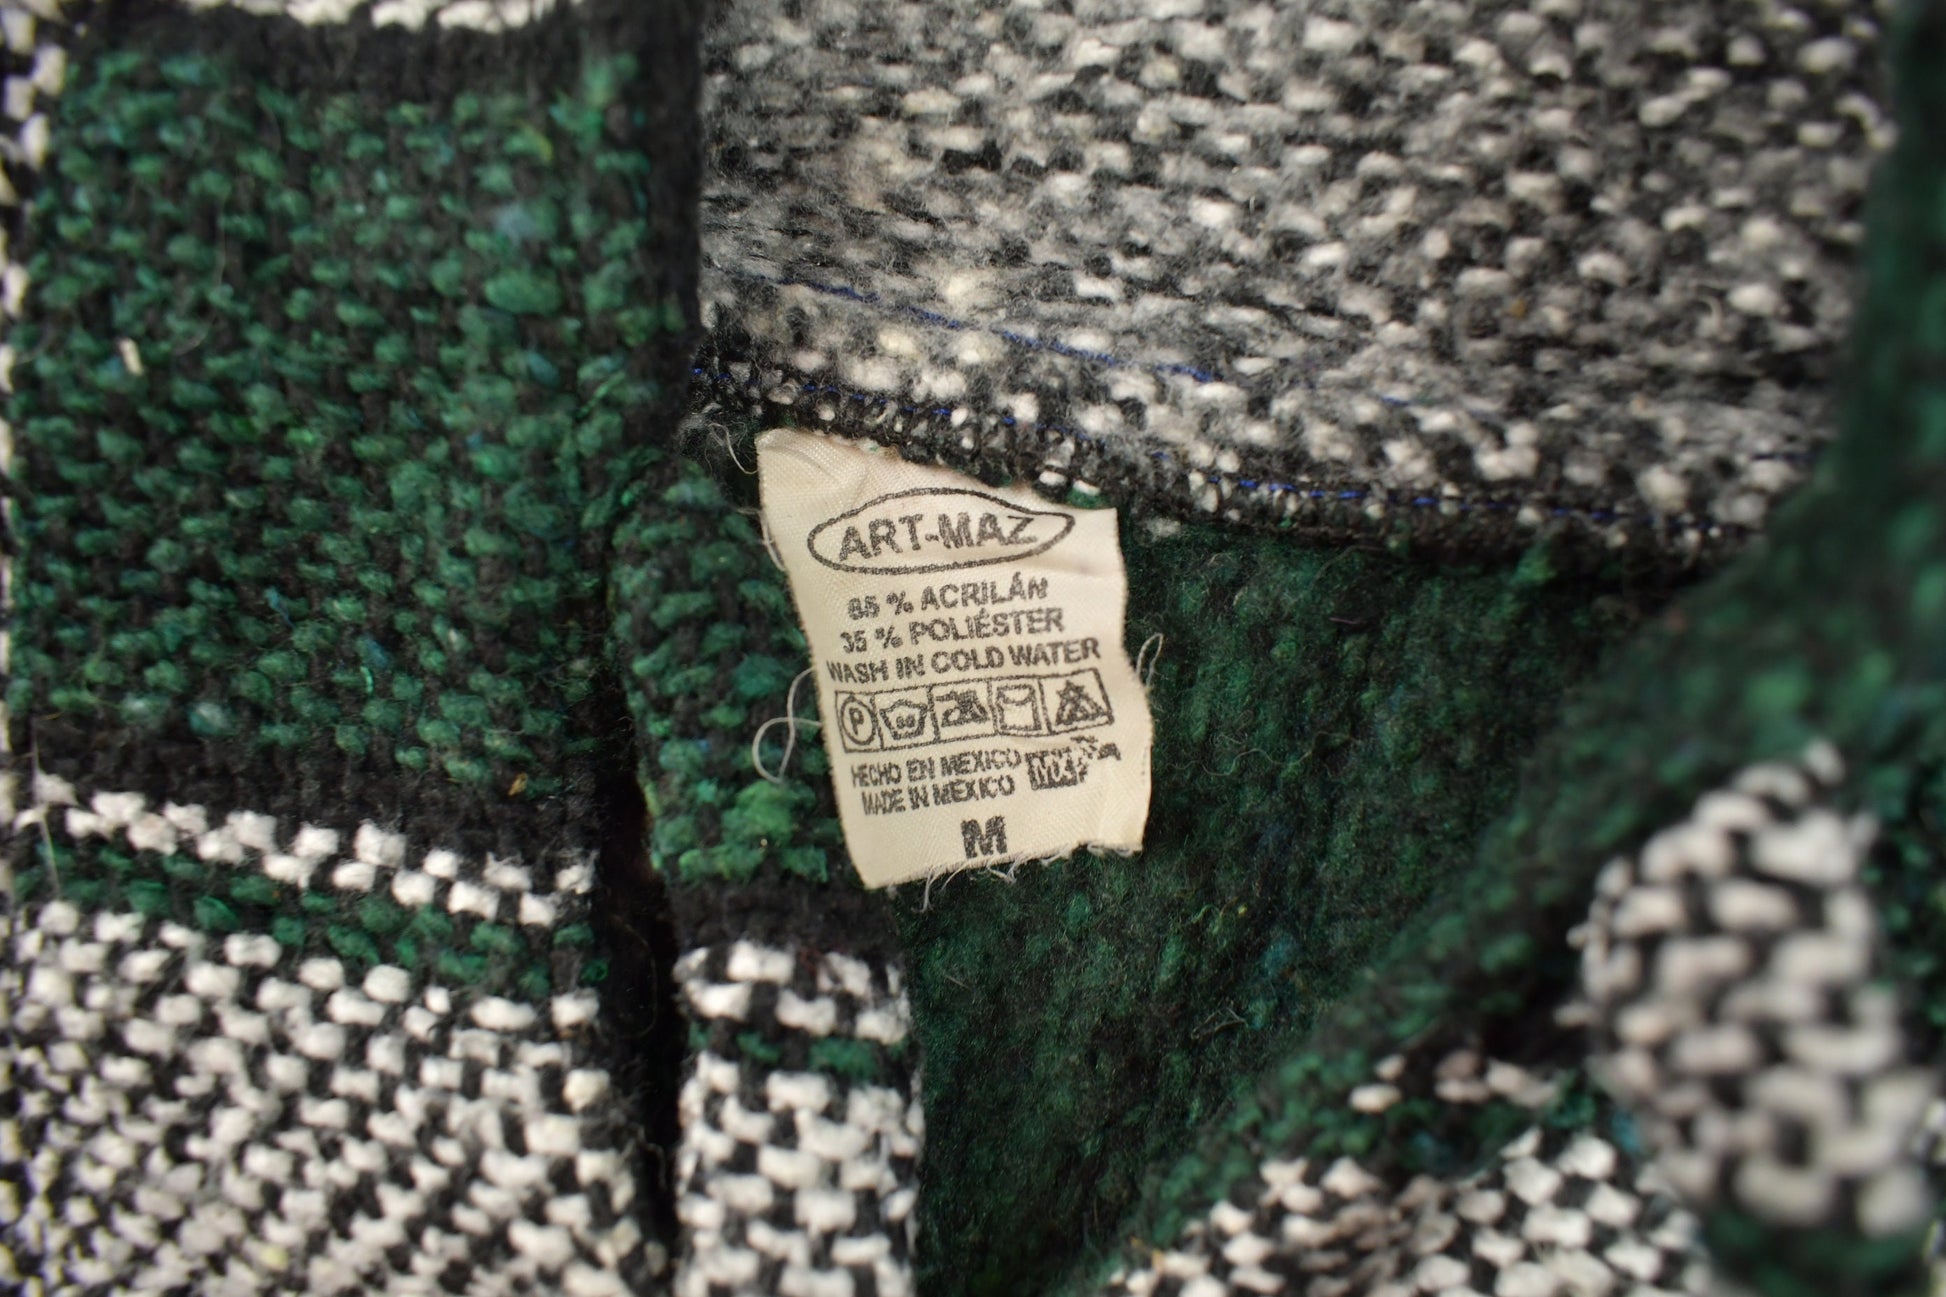 ART-MAZ
65 % ACRILÁN
35 % POLIÉSTER
WASH IN COLD WATER
P
HECHO EN MEXICO
MADE IN MEXICO
M